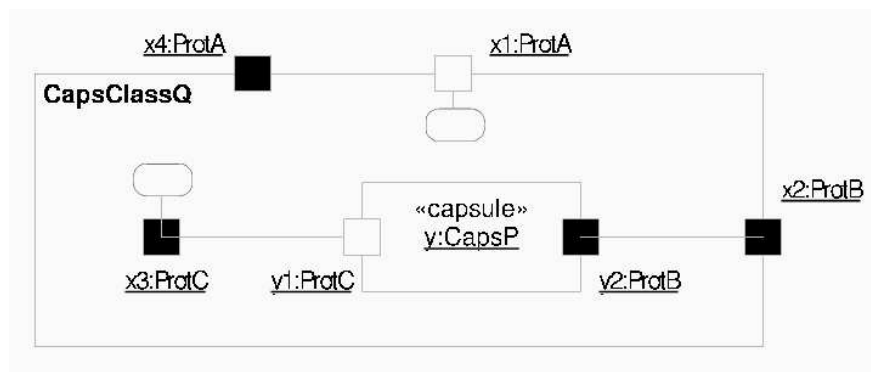 x4:ProtA
x1:ProtA
CapsClassQ
x2:ProtB
«capsule»
y:CapsP
x3:ProtC
y1:ProtC
y2:ProtB